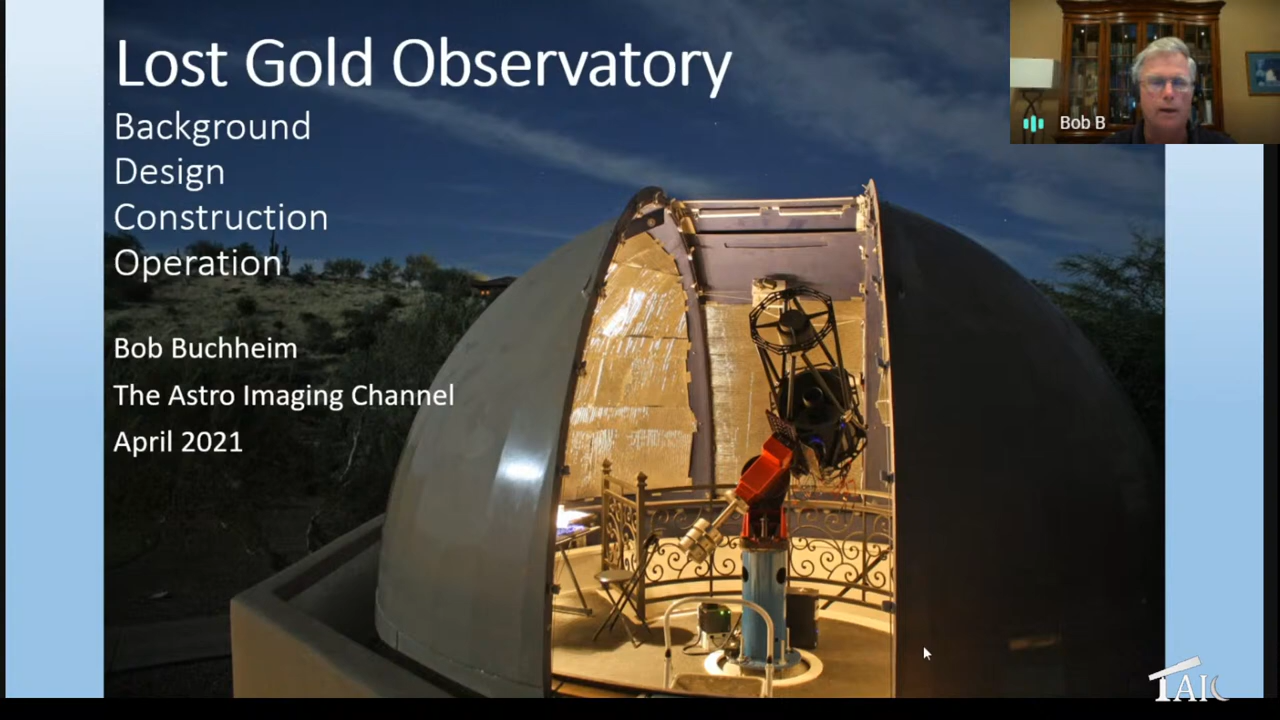 Lost Gold Observatory
Background
Design
Construction
Operation
Bob Buchheim
The Astro Imaging Channel
April 2021
Bob B
TAIC